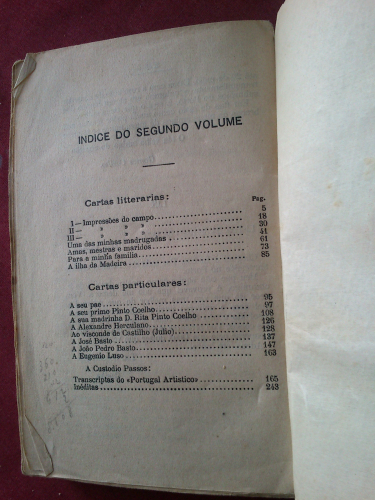 INDICE DO SEGUNDO VOLUME
Cartas litterarias: Pag.
I—Impressões do campo 5
II— » » » 18
III— » » » 30
Uma das minhas madrugadas 41
Amas, mestras e maridos 61
Para a minha familia 73
A ilha da Madeira 85
Cartas particulares:
A seu pae 95
A seu primo Pinto Coelho 97
A sua madrinha D. Rita Pinto Coelho 108
A Alexandre Herculano 126
Ao visconde de Castilho (Julio) 128
A José Basto 137
A João Pedro Basto 147
A Eugenio Luso 163
A Custodio Passos:
Transcriptas do «Portugal Artistico» 165
Inéditas 243